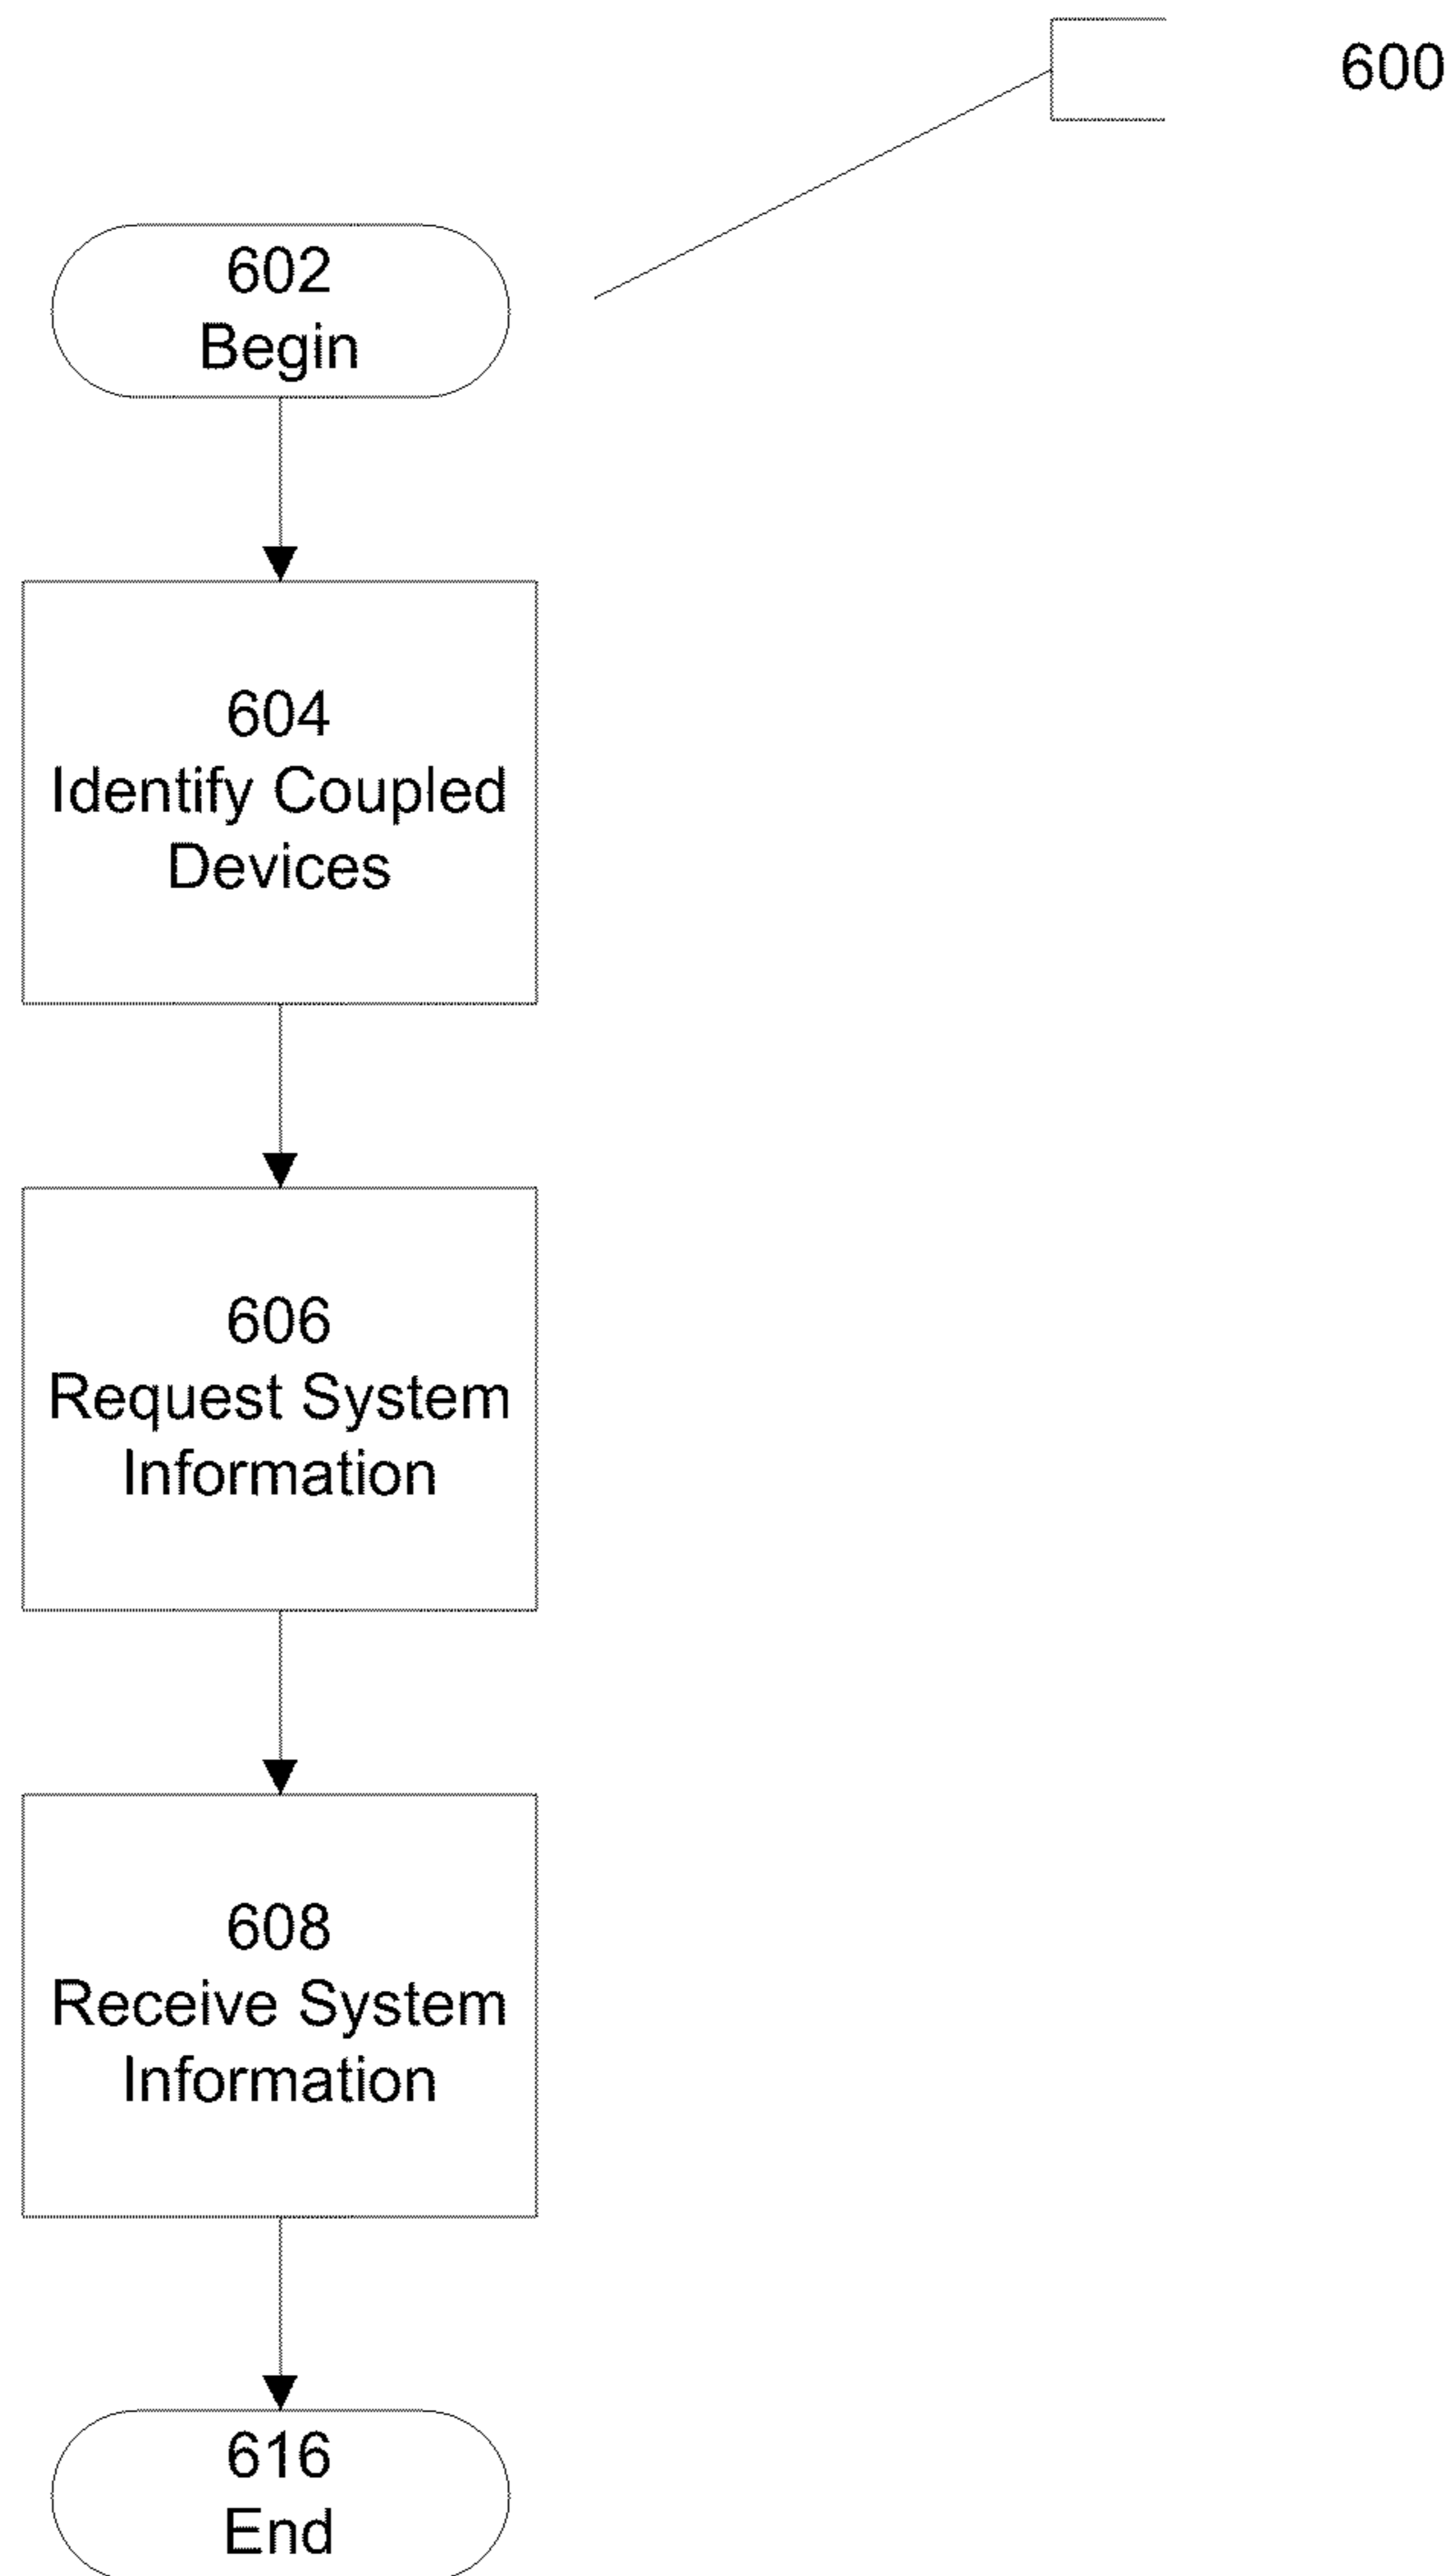 600
602
Begin
604
Identify Coupled
Devices
606
Request System
Information
608
Receive System
Information
616
End